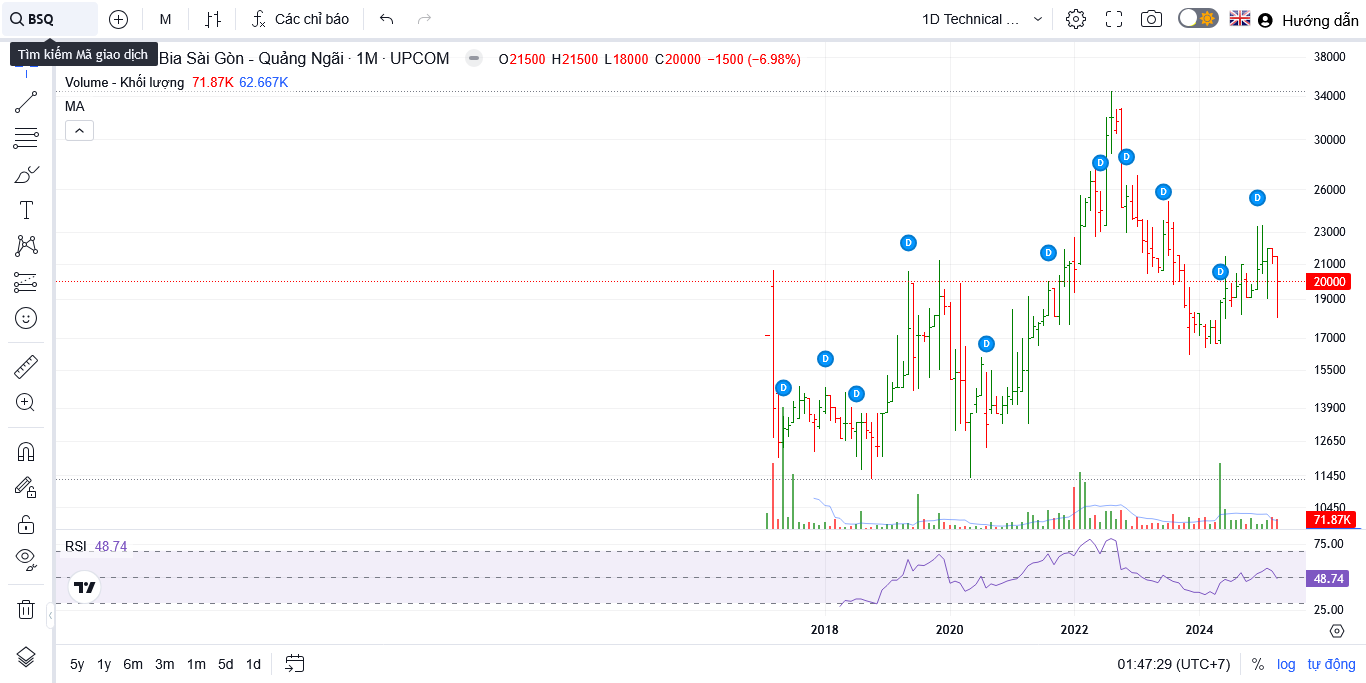 BSQ
M
Các chỉ báo
1D Technical ...
Hướng dẫn
Tìm kiếm Mã giao dịch
Bia Sài Gòn - Quảng Ngãi · 1M · UPCOM
O21500 H21500 L18000 C20000 −1500 (−6.98%)
Volume - Khối lượng 71.87K 62.667K
MA
38000
34000
30000
26000
23000
21000
20000
19000
17000
15500
13900
12650
11450
10450
71.87K
D
D
D
D
D
D
D
D
D
D
D
RSI 48.74
75.00
48.74
25.00
2018
2020
2022
2024
5y 1y 6m 3m 1m 5d 1d
01:47:29 (UTC+7)
%
log
tự động